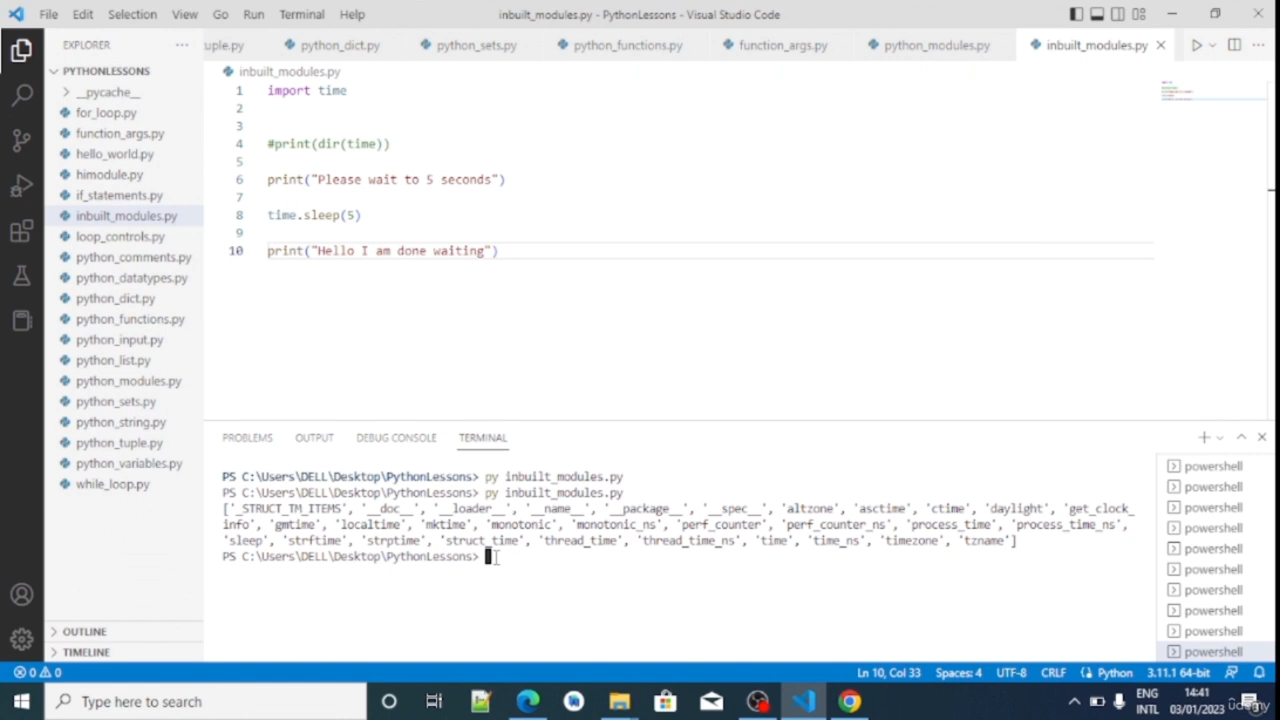 File Edit Selection View Go Run Terminal Help
inbuilt_modules.py - PythonLessons - Visual Studio Code
EXPLORER
uple.py python_dict.py python_sets.py python_functions.py function_args.py python_modules.py inbuilt_modules.py
PYTHONLESSONS
__pycache__
for_loop.py
function_args.py
hello_world.py
himodule.py
if_statements.py
inbuilt_modules.py
loop_controls.py
python_comments.py
python_datatypes.py
python_dict.py
python_functions.py
python_input.py
python_list.py
python_modules.py
python_sets.py
python_string.py
python_tuple.py
python_variables.py
while_loop.py
OUTLINE
TIMELINE
inbuilt_modules.py
1 import time
2
3
4 #print(dir(time))
5
6 print("Please wait to 5 seconds")
7
8 time.sleep(5)
9
10 print("Hello I am done waiting")
PROBLEMS OUTPUT DEBUG CONSOLE TERMINAL
PS C:\Users\DELL\Desktop\PythonLessons> py inbuilt_modules.py
PS C:\Users\DELL\Desktop\PythonLessons> py inbuilt_modules.py
['_STRUCT_TM_ITEMS', '__doc__', '__loader__', '__name__', '__package__', '__spec__', 'altzone', 'asctime', 'ctime', 'daylight', 'get_clock_
info', 'gmtime', 'localtime', 'mktime', 'monotonic', 'monotonic_ns', 'perf_counter', 'perf_counter_ns', 'process_time', 'process_time_ns',
'sleep', 'strftime', 'strptime', 'struct_time', 'thread_time', 'thread_time_ns', 'time', 'time_ns', 'timezone', 'tzname']
PS C:\Users\DELL\Desktop\PythonLessons>
powershell
powershell
powershell
powershell
powershell
powershell
powershell
powershell
powershell
powershell
0 0
Ln 10, Col 33 Spaces: 4 UTF-8 CRLF Python 3.11.1 64-bit
Type here to search
ENG
INTL
14:41
03/01/2023
udemy